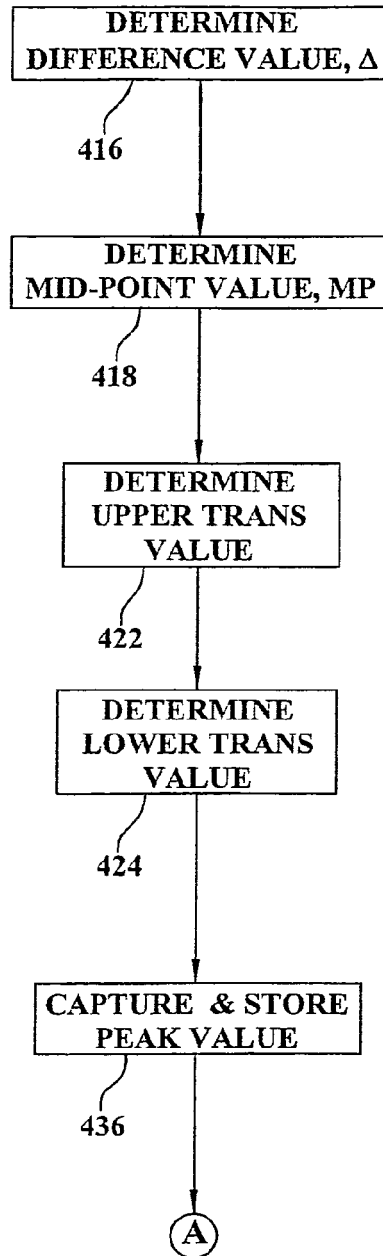 DETERMINE
DIFFERENCE VALUE, Δ
416
DETERMINE
MID-POINT VALUE, MP
418
DETERMINE
UPPER TRANS
VALUE
422
DETERMINE
LOWER TRANS
VALUE
424
CAPTURE & STORE
PEAK VALUE
436
A